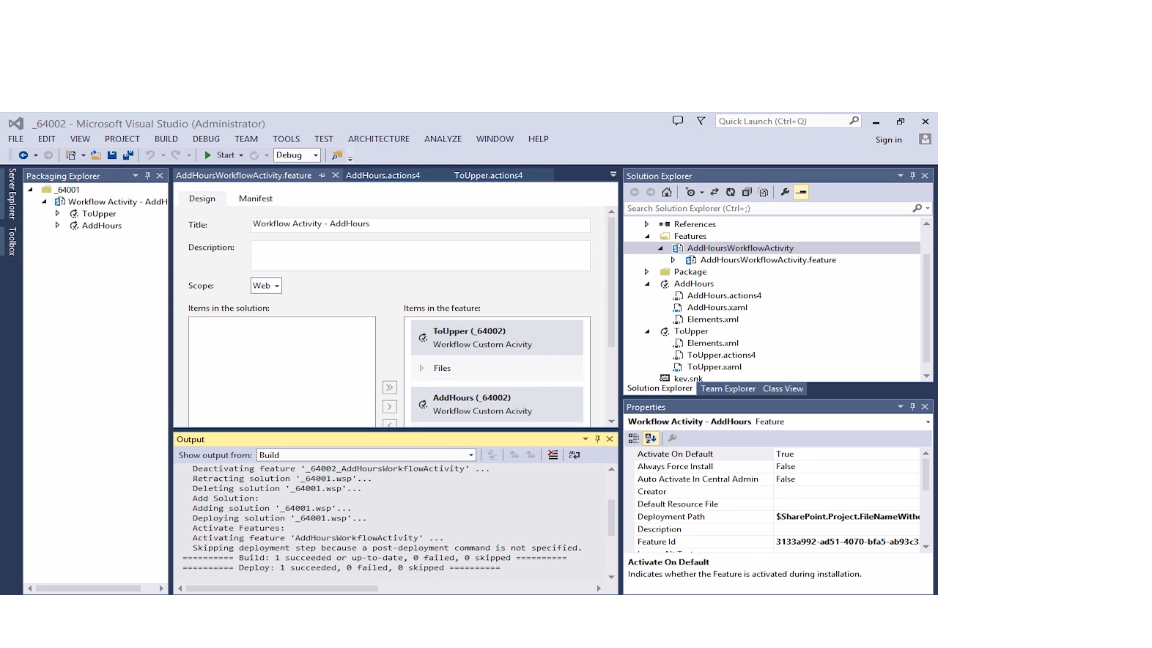 _64002 - Microsoft Visual Studio (Administrator)
Quick Launch (Ctrl+Q)
FILE EDIT VIEW PROJECT BUILD DEBUG TEAM TOOLS TEST ARCHITECTURE ANALYZE WINDOW HELP
Sign in
Start
Debug
Server Explorer
Toolbox
Packaging Explorer
_64001
Workflow Activity - AddH
ToUpper
AddHours
AddHoursWorkflowActivity.feature
AddHours.actions4
ToUpper.actions4
Design
Manifest
Title:
Workflow Activity - AddHours
Description:
Scope:
Web
Items in the solution:
Items in the feature:
ToUpper (_64002)
Workflow Custom Acivity
Files
AddHours (_64002)
Workflow Custom Acivity
Output
Show output from:
Build
Deactivating feature '_64002_AddHoursWorkflowActivity' ...
Retracting solution '_64001.wsp'...
Deleting solution '_64001.wsp'...
Add Solution:
Adding solution '_64001.wsp'...
Deploying solution '_64001.wsp'...
Activate Features:
Activating feature 'AddHoursWorkflowActivity' ...
Skipping deployment step because a post-deployment command is not specified.
========== Build: 1 succeeded or up-to-date, 0 failed, 0 skipped ==========
========== Deploy: 1 succeeded, 0 failed, 0 skipped ==========
Solution Explorer
Search Solution Explorer (Ctrl+;)
References
Features
AddHoursWorkflowActivity
AddHoursWorkflowActivity.feature
Package
AddHours
AddHours.actions4
AddHours.xaml
Elements.xml
ToUpper
Elements.xml
ToUpper.actions4
ToUpper.xaml
key.snk
Solution Explorer
Team Explorer
Class View
Properties
Workflow Activity - AddHours Feature
Activate On Default True
Always Force Install False
Auto Activate In Central Admin False
Creator
Default Resource File
Deployment Path $SharePoint.Project.FileNameWitho
Description
Feature Id 3133a992-ad51-4070-bfa5-ab93c3
Activate On Default
Indicates whether the Feature is activated during installation.